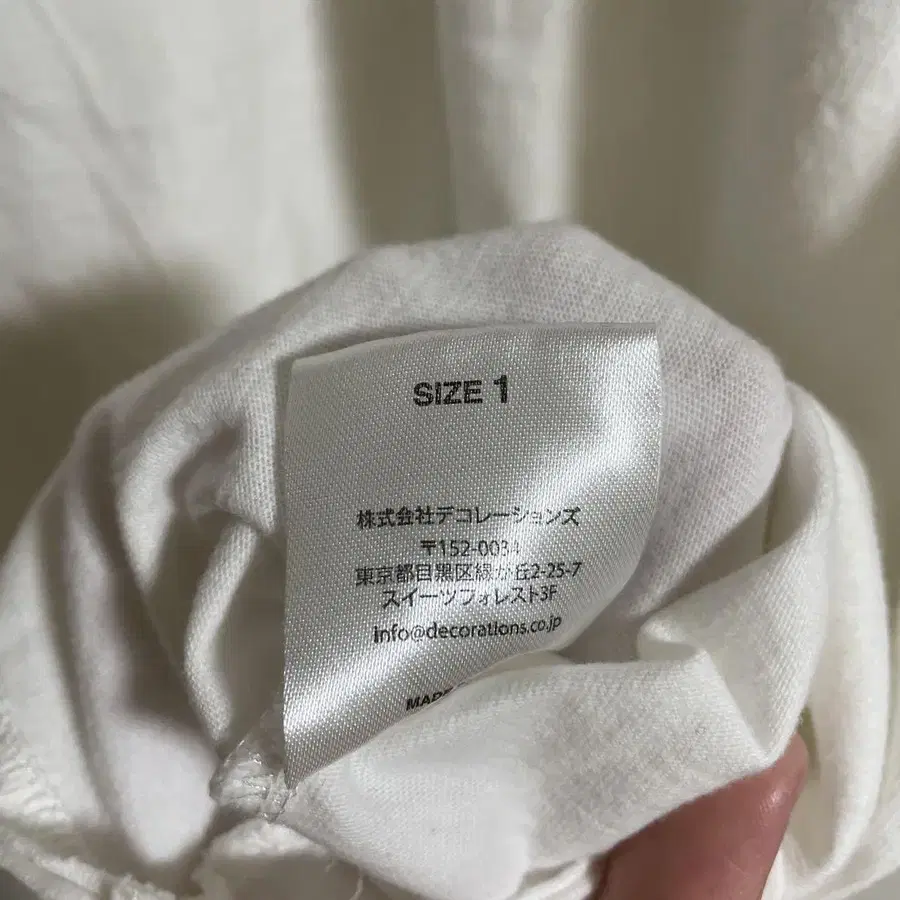 SIZE 1
株式会社デコレーションズ
〒152-0034
東京都目黒区緑が丘2-25-7
スイーツフォレスト3F
info@decorations.co.jp
MADE